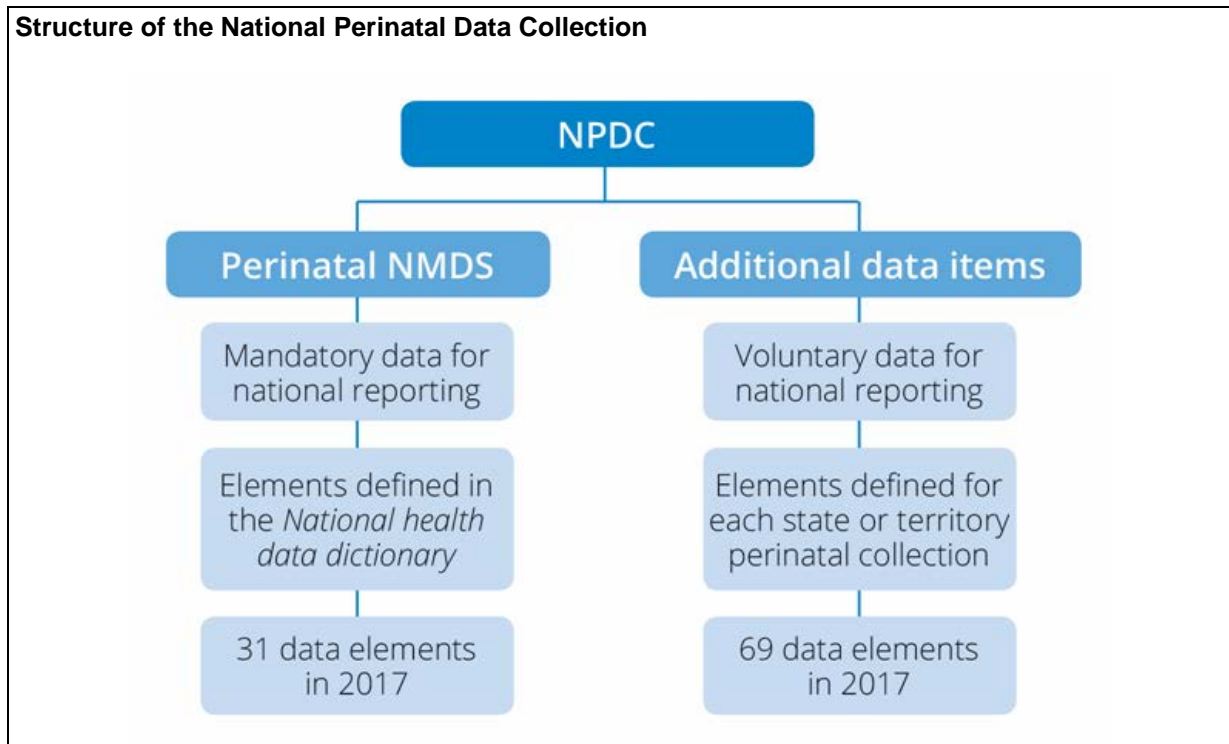 Structure of the National Perinatal Data Collection
NPDC
Perinatal NMDS
Mandatory data for
national reporting
Elements defined in
the National health
data dictionary
31 data elements
in 2017
Additional data items
Voluntary data for
national reporting
Elements defined for
each state or territory
perinatal collection
69 data elements
in 2017